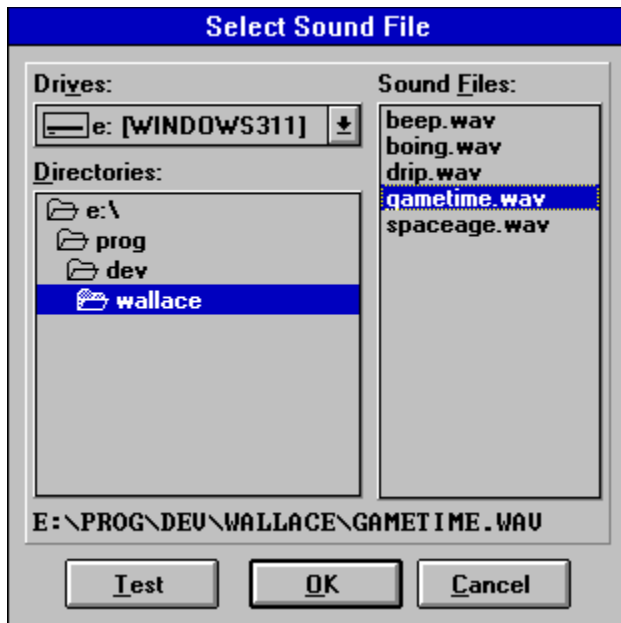 Select Sound File
Drives:
e: [WINDOWS311]
Directories:
e:\
prog
dev
wallace
Sound Files:
beep.wav
boing.wav
drip.wav
gametime.wav
spaceage.wav
E:\PROG\DEV\WALLACE\GAMETIME.WAV
Test
OK
Cancel